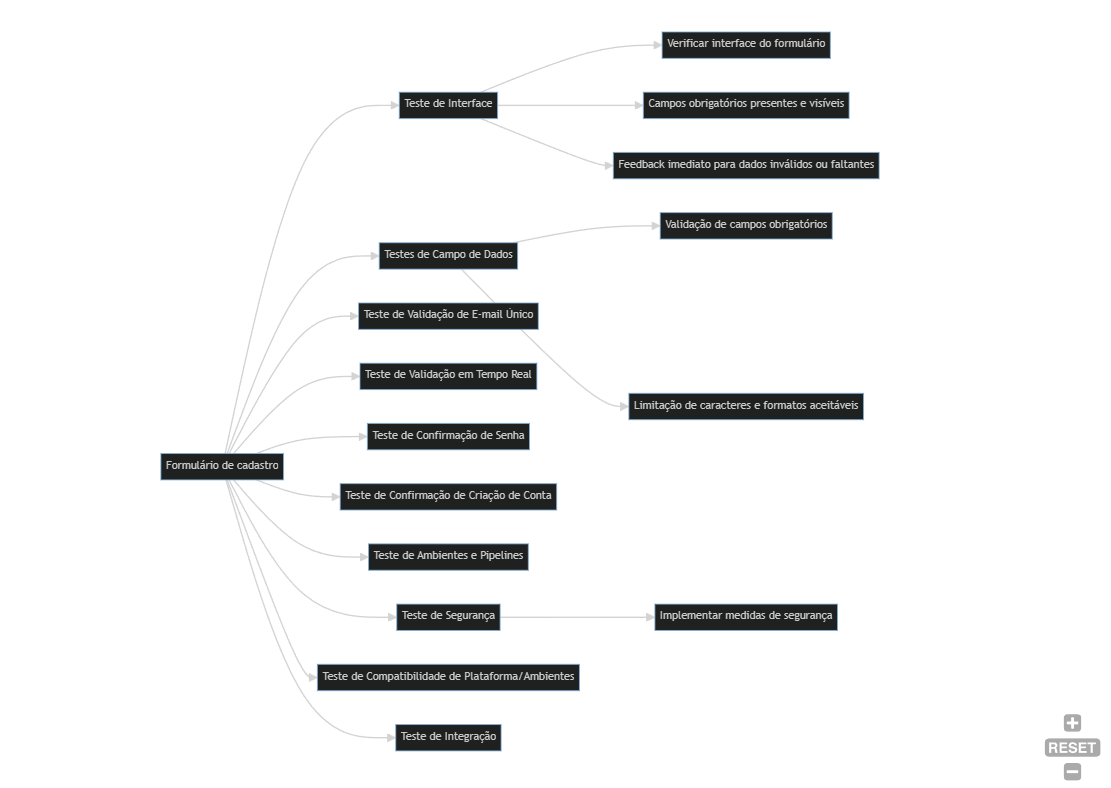 Verificar interface do formulário
Teste de Interface
Campos obrigatórios presentes e visíveis
Feedback imediato para dados inválidos ou faltantes
Validação de campos obrigatórios
Testes de Campo de Dados
Teste de Validação de E-mail Único
Teste de Validação em Tempo Real
Limitação de caracteres e formatos aceitáveis
Teste de Confirmação de Senha
Formulário de cadastro
Teste de Confirmação de Criação de Conta
Teste de Ambientes e Pipelines
Teste de Segurança
Implementar medidas de segurança
Teste de Compatibilidade de Plataforma/Ambientes
Teste de Integração
RESET